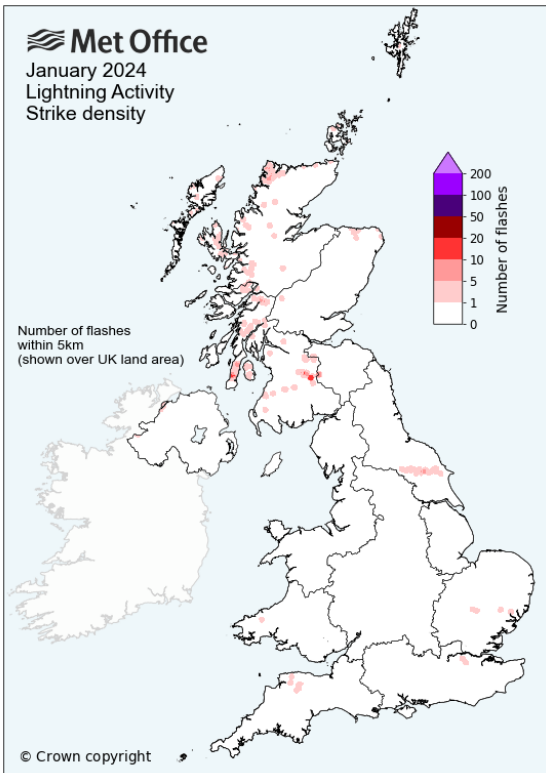 Met Office
January 2024
Lightning Activity
Strike density
200
100
50
20
10
5
1
0
Number of flashes
Number of flashes
within 5km
(shown over UK land area)
© Crown copyright